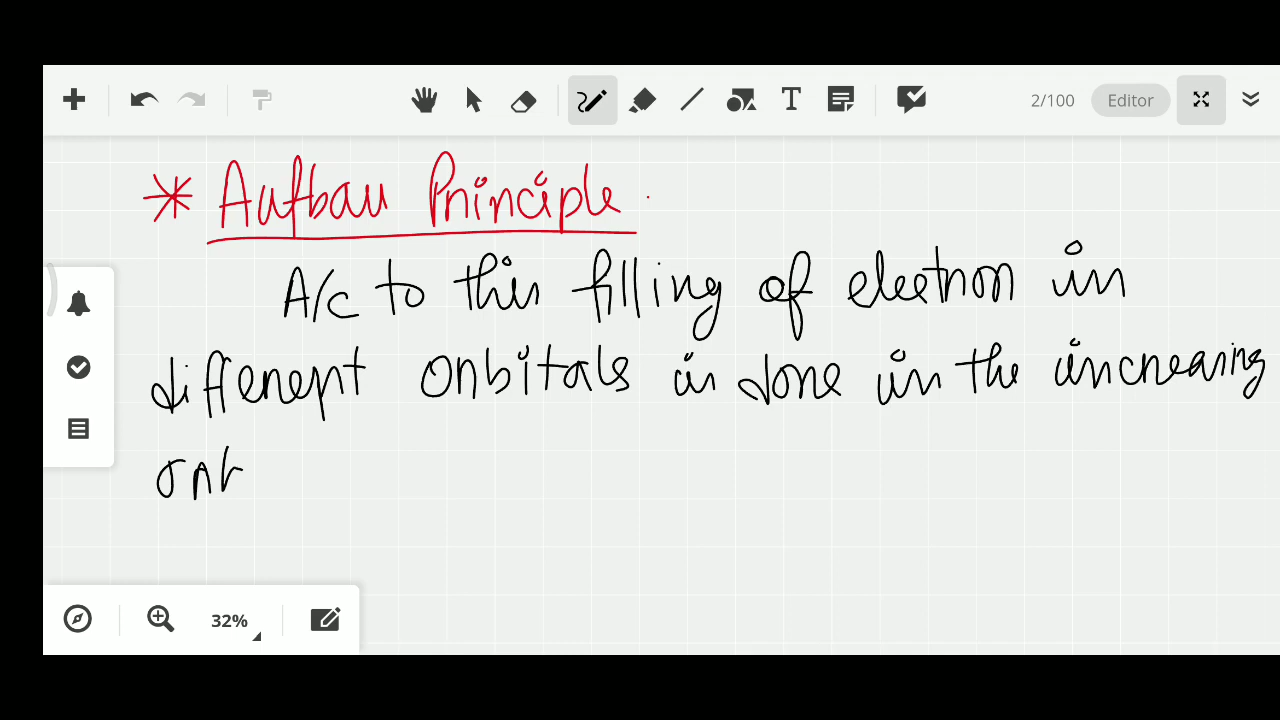 2/100 Editor
* Aufbau Principle.
A/c to this filling of electron in
different orbitals is done in the increasing
32%